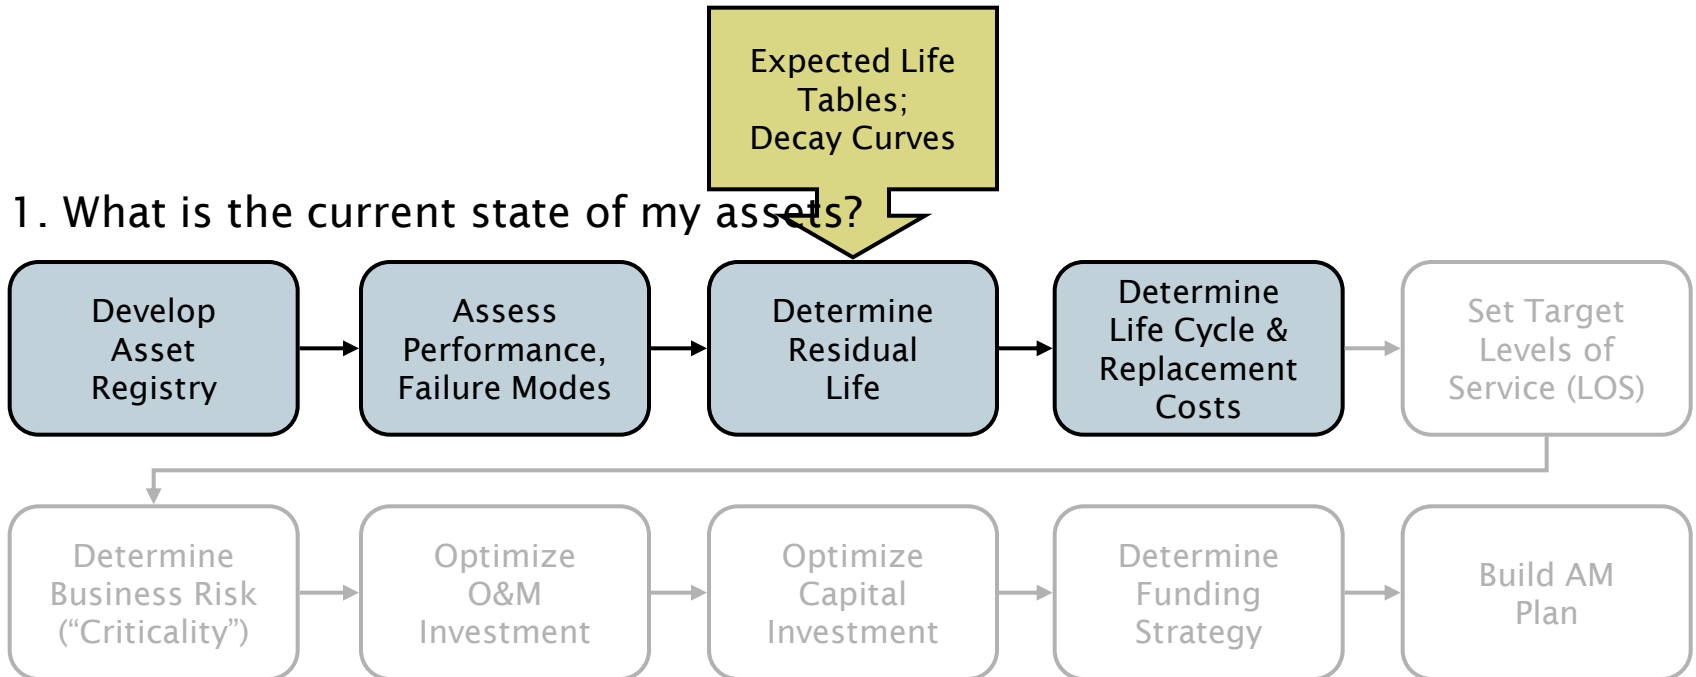 Expected Life
Tables;
Decay Curves
1. What is the current state of my assets?
Develop
Asset
Registry
Assess
Performance,
Failure Modes
Determine
Residual
Life
Determine
Life Cycle &
Replacement
Costs
Set Target
Levels of
Service (LOS)
Determine
Business Risk
(“Criticality”)
Optimize
O&M
Investment
Optimize
Capital
Investment
Determine
Funding
Strategy
Build AM
Plan